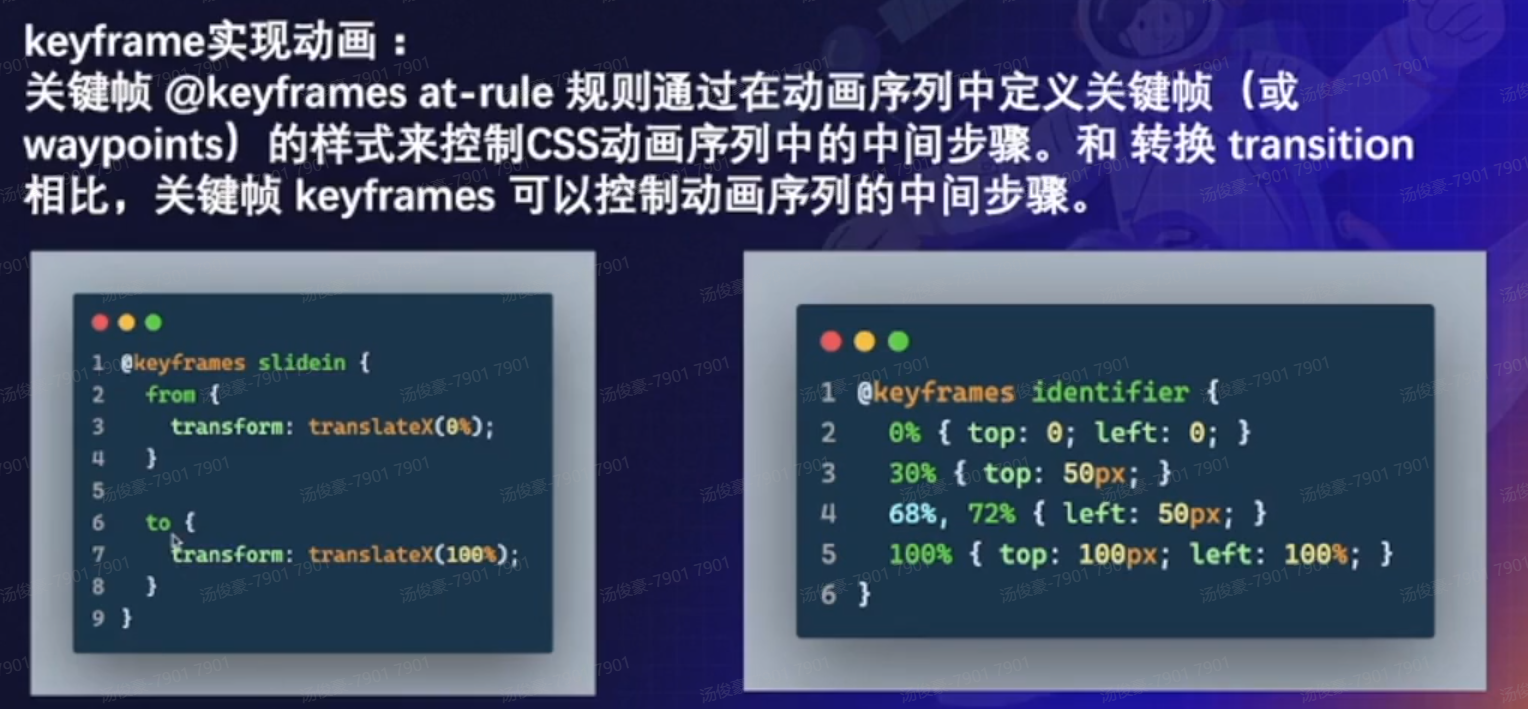 keyframe实现动画：
关键帧 @keyframes at-rule 规则通过在动画序列中定义关键帧（或
waypoints）的样式来控制CSS动画序列中的中间步骤。和 转换 transition
相比，关键帧 keyframes 可以控制动画序列的中间步骤。
1 @keyframes slidein {
2 from {
3 transform: translateX(0%);
4 }
5
6 to {
7 transform: translateX(100%);
8 }
9 }
1 @keyframes identifier {
2 0% { top: 0; left: 0; }
3 30% { top: 50px; }
4 68%, 72% { left: 50px; }
5 100% { top: 100px; left: 100%; }
6 }
汤俊豪-7901 7901